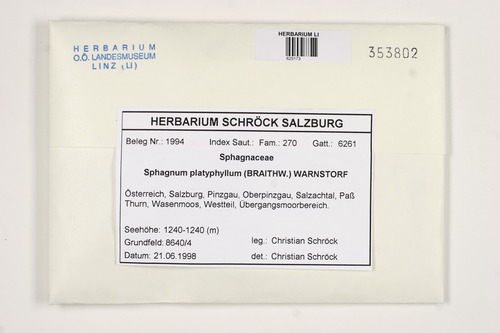 HERBARIUM
O.Ö. LANDESMUSEUM
LINZ (LI)
HERBARIUM LI
353802
HERBARIUM SCHRÖCK SALZBURG
Beleg Nr.: 1994 Index Saut.: Fam.: 270 Gatt.: 6261
Sphagnaceae
Sphagnum platyphyllum (BRAITHW.) WARNSTORF
Österreich, Salzburg, Pinzgau, Oberpinzgau, Salzachtal, Paß
Thurn, Wasenmoos, Westteil, Übergangsmoorbereich.
Seehöhe: 1240-1240 (m)
Grundfeld: 8640/4 leg.: Christian Schröck
Datum: 21.06.1998 det.: Christian Schröck